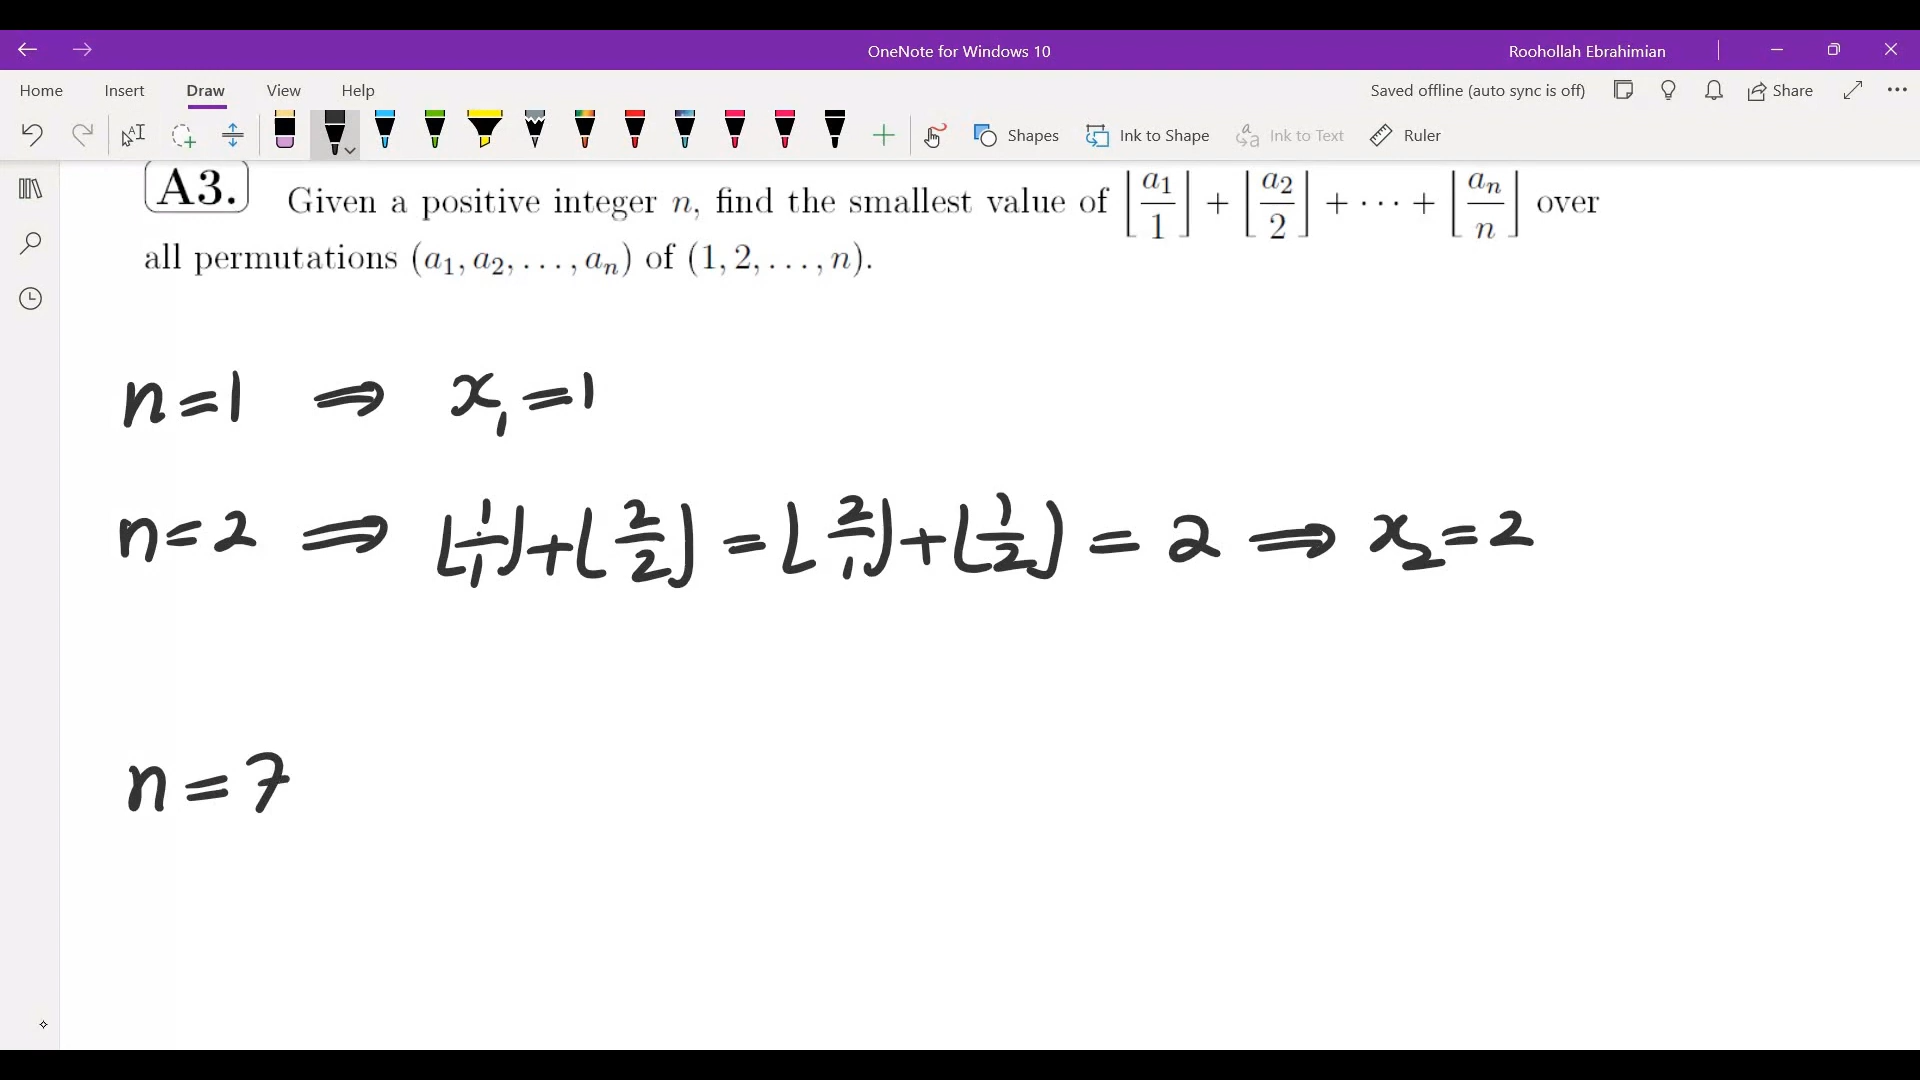 OneNote for Windows 10
Roohollah Ebrahimian
Home Insert Draw View Help
Saved offline (auto sync is off)
Share
Shapes
Ink to Shape
Ink to Text
Ruler
A3. Given a positive integer n, find the smallest value of ⌊a₁/1⌋ + ⌊a₂/2⌋ + ··· + ⌊aₙ/n⌋ over
all permutations (a₁, a₂, ..., aₙ) of (1, 2, ..., n).
n=1 ⇒ x₁=1
n=2 ⇒ ⌊1/1⌋+⌊2/2⌋=⌊2/1⌋+⌊1/2⌋=2 ⇒ x₂=2
n=7